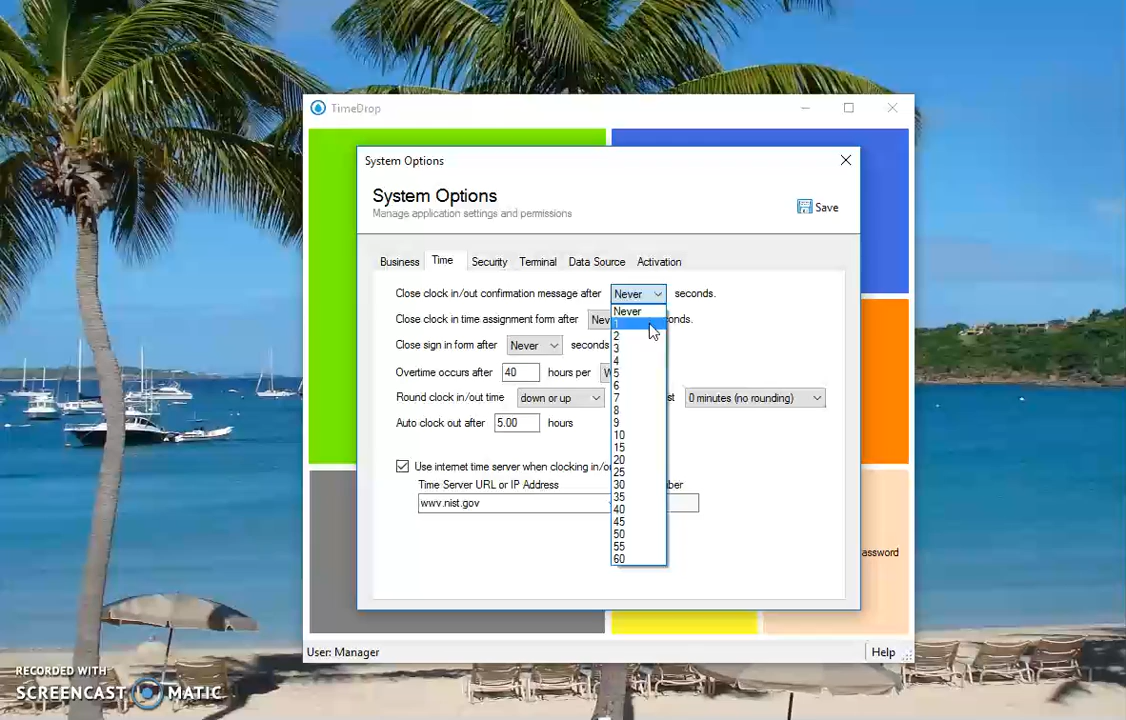 TimeDrop
System Options
System Options
Manage application settings and permissions
Save
Business Time Security Terminal Data Source Activation
Close clock in/out confirmation message after Never seconds.
Never
1
2
3
4
5
6
7
8
9
10
15
20
25
30
35
40
45
50
55
60
Close clock in time assignment form after
Close sign in form after Never seconds
Overtime occurs after 40 hours per
Round clock in/out time down or up 0 minutes (no rounding)
Auto clock out after 5.00 hours
Use internet time server when clocking
Time Server URL or IP Address
www.nist.gov
User: Manager
Help
RECORDED WITH
SCREENCAST MATIC